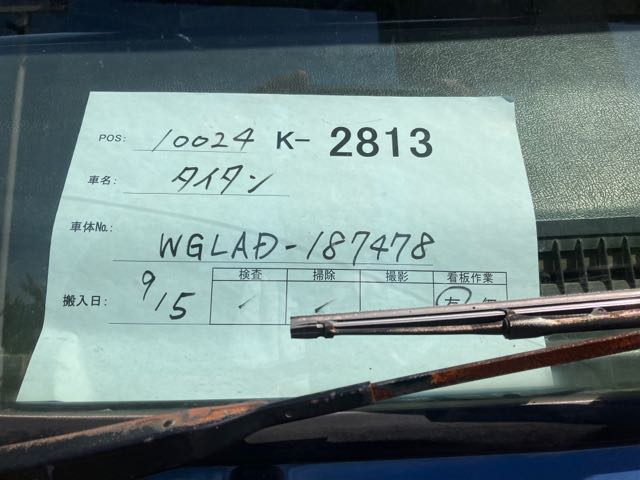 POS: 10024 K-2813
車名: タイタン
車体No.: WGLAD-187478
検査 掃除 撮影 看板作業
搬入日: 9/5 ✓ ✓ 有